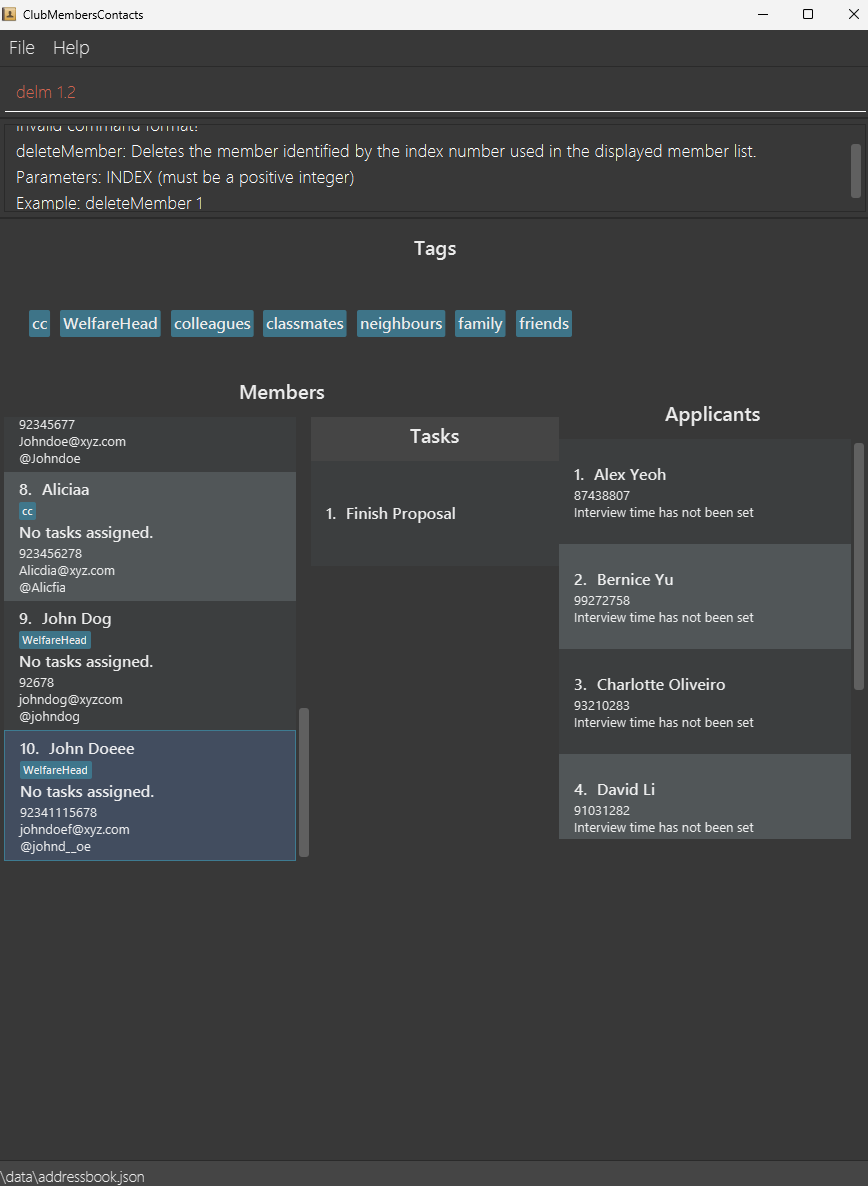 ClubMembersContacts
File Help
delm 1.2
Invalid command format!
deleteMember: Deletes the member identified by the index number used in the displayed member list.
Parameters: INDEX (must be a positive integer)
Example: deleteMember 1
Tags
cc WelfareHead colleagues classmates neighbours family friends
Members
92345677
Johndoe@xyz.com
@Johndoe
8. Aliciaa
cc
No tasks assigned.
923456278
Alicdia@xyz.com
@Alicfia
9. John Dog
WelfareHead
No tasks assigned.
92678
johndog@xyzcom
@johndog
10. John Doeee
WelfareHead
No tasks assigned.
92341115678
johndoef@xyz.com
@johnd__oe
Tasks
1. Finish Proposal
Applicants
1. Alex Yeoh
87438807
Interview time has not been set
2. Bernice Yu
99272758
Interview time has not been set
3. Charlotte Oliveiro
93210283
Interview time has not been set
4. David Li
91031282
Interview time has not been set
\data\addressbook.json